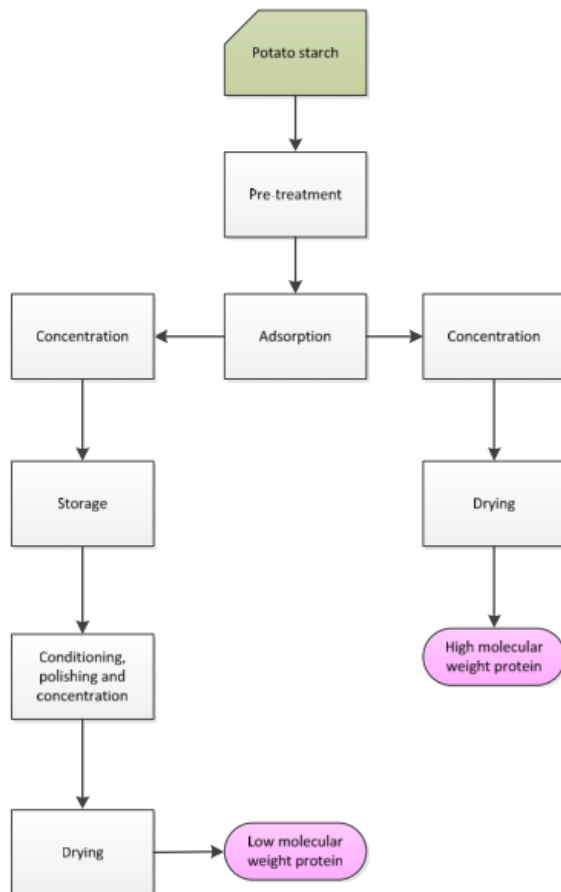 Potato starch
Pre-treatment
Concentration
Adsorption
Concentration
Storage
Drying
High molecular
weight protein
Conditioning,
polishing and
concentration
Drying
Low molecular
weight protein